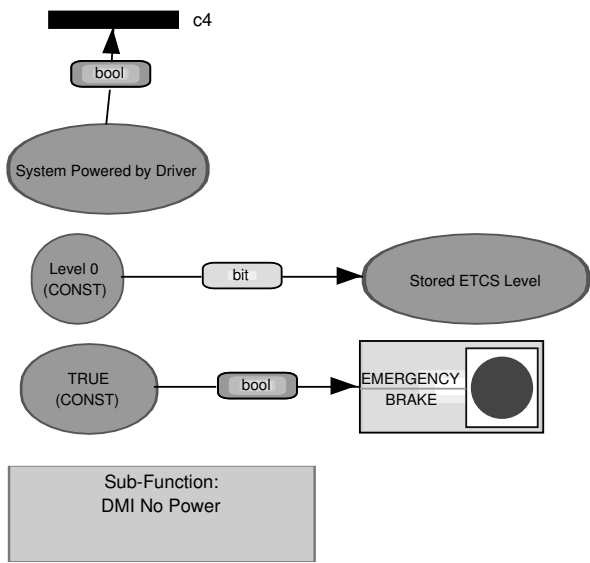 c4
bool
System Powered by Driver
Level 0
(CONST)
bit
Stored ETCS Level
TRUE
(CONST)
bool
EMERGENCY
BRAKE
Sub-Function:
DMI No Power